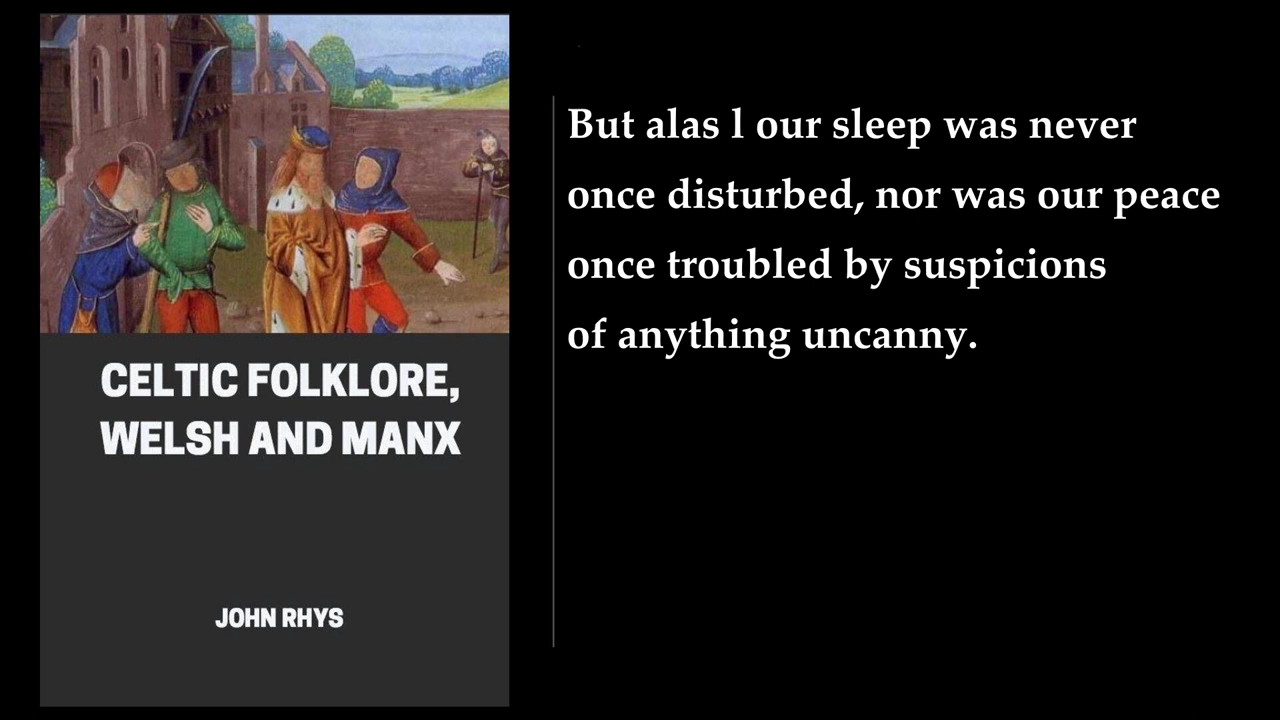 CELTIC FOLKLORE,
WELSH AND MANX
JOHN RHYS
But alas l our sleep was never
once disturbed, nor was our peace
once troubled by suspicions
of anything uncanny.